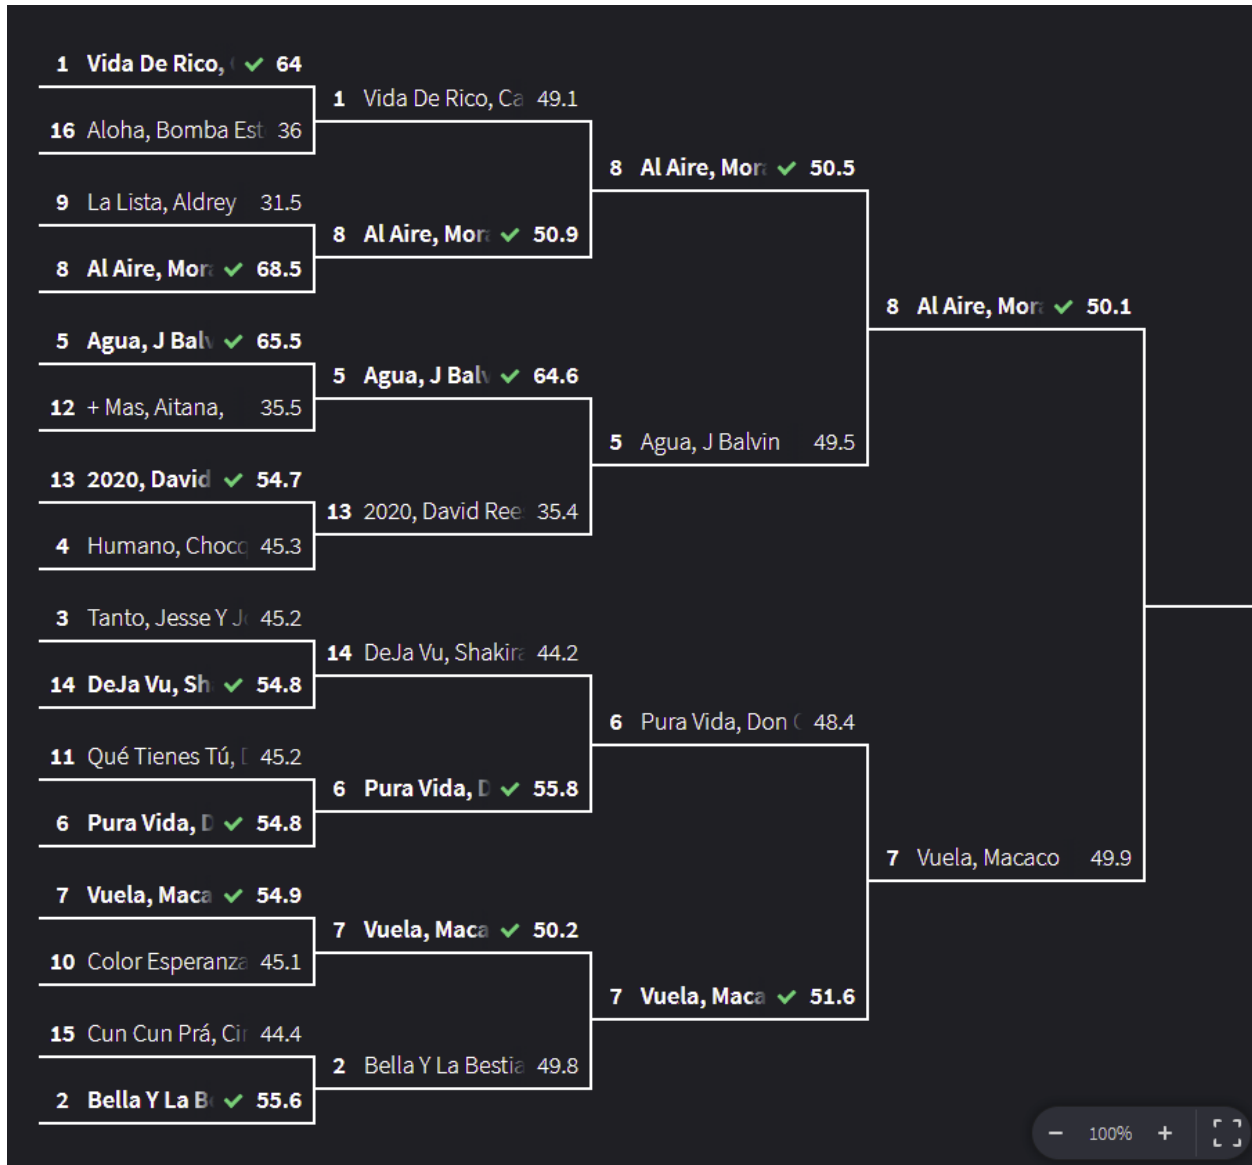 1 Vida De Rico, 64
16 Aloha, Bomba Est 36
9 La Lista, Aldrey 31.5
8 Al Aire, Mor 68.5
5 Agua, J Bal 65.5
12 + Mas, Aitana, 35.5
13 2020, David 54.7
4 Humano, Chocq 45.3
3 Tanto, Jesse Y J 45.2
14 DeJa Vu, Sh 54.8
11 Qué Tienes Tú, D 45.2
6 Pura Vida, D 54.8
7 Vuela, Maca 54.9
10 Color Esperanza 45.1
15 Cun Cun Prá, Cir 44.4
2 Bella Y La B 55.6
1 Vida De Rico, Ca 49.1
8 Al Aire, Mora 50.9
5 Agua, J Balv 64.6
13 2020, David Ree 35.4
14 DeJa Vu, Shakira 44.2
6 Pura Vida, D 55.8
7 Vuela, Maca 50.2
2 Bella Y La Bestia 49.8
8 Al Aire, Mora 50.5
5 Agua, J Balvin 49.5
6 Pura Vida, Don 48.4
7 Vuela, Maca 51.6
8 Al Aire, Mora 50.1
7 Vuela, Macaco 49.9
− 100% +